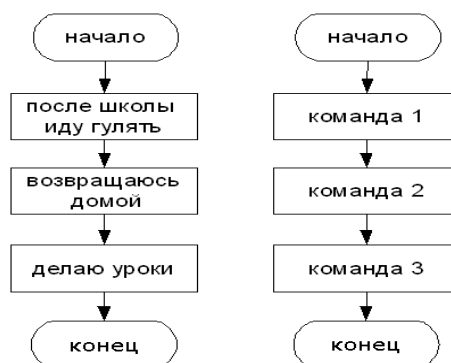 начало
после школы
иду гулять
возвращаюсь
домой
делаю уроки
конец
начало
команда 1
команда 2
команда 3
конец